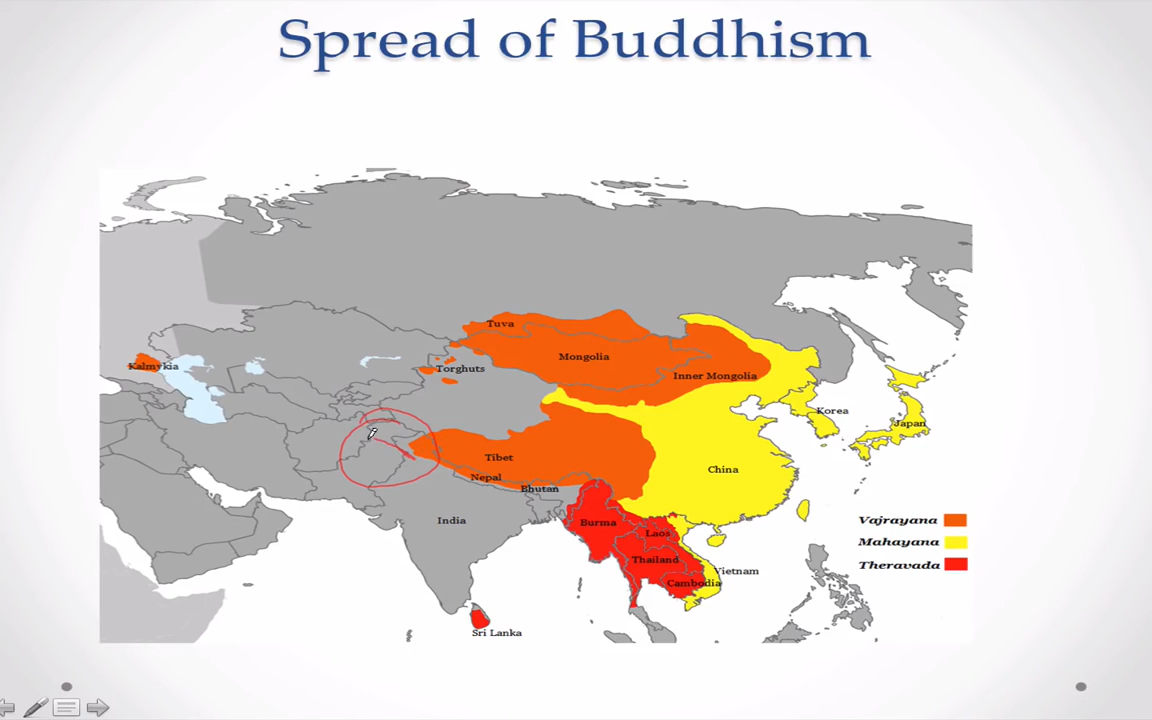 Spread of Buddhism
Tuva
Mongolia
Kalmykia
Torghuts
Inner Mongolia
Korea
Japan
Tibet
China
Nepal
Bhutan
India
Burma
Laos
Thailand
Vietnam
Cambodia
Sri Lanka
Vajrayana
Mahayana
Theravada